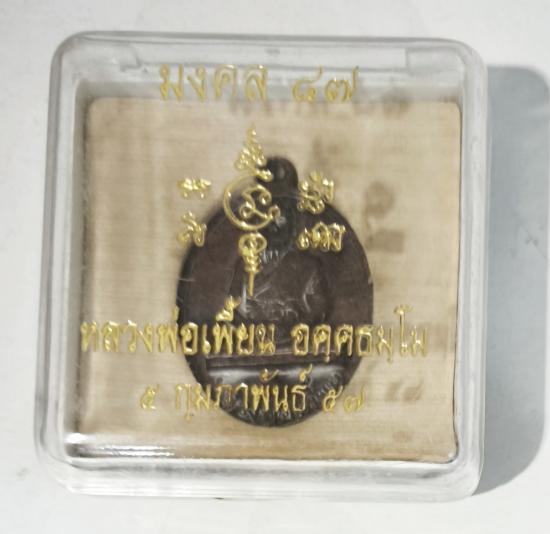 มงคล ๘๗
หลวงพ่อเพี้ยน อคฺคธมฺโม
๕ กุมภาพันธ์ ๕๗